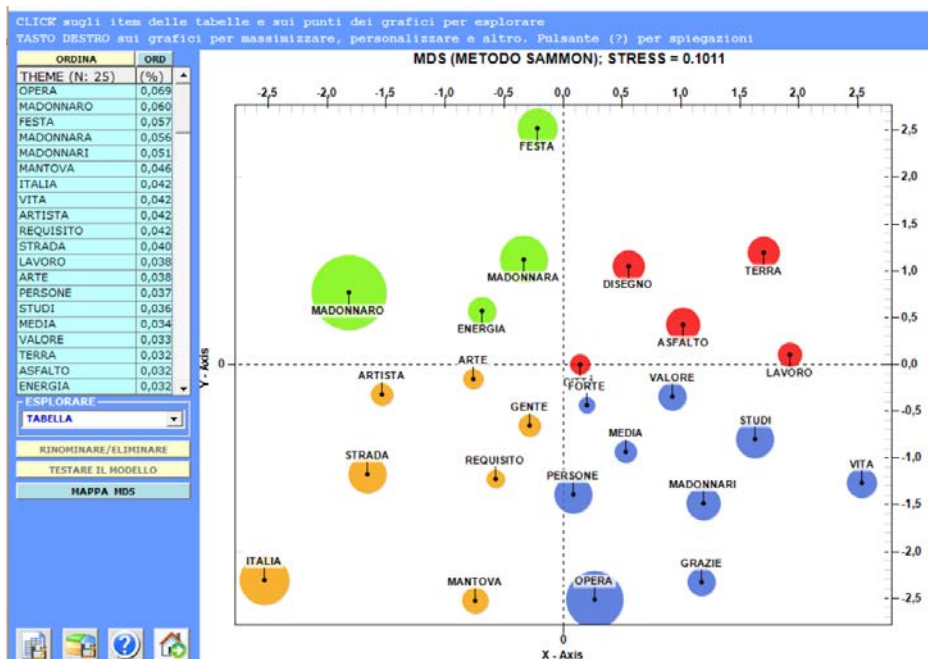 CLICK sugli item delle tabelle e sui punti dei grafici per esplorare
TASTO DESTRO sui grafici per massimizzare, personalizzare e altro. Pulsante (?) per spiegazioni
ORDINA ORD
THEME (N: 25) (%)
OPERA 0,069
MADONNARO 0,060
FESTA 0,057
MADONNARA 0,056
MADONNARI 0,051
MANTOVA 0,046
ITALIA 0,042
VITA 0,042
ARTISTA 0,042
REQUISITO 0,042
STRADA 0,040
LAVORO 0,038
ARTE 0,038
PERSONE 0,037
STUDI 0,036
MEDIA 0,034
VALORE 0,033
TERRA 0,032
ASFALTO 0,032
ENERGIA 0,032
ESPLORARE
TABELLA
RINOMINARE/ELIMINARE
TESTARE IL MODELLO
MAPPA MDS
MDS (METODO SAMMON); STRESS = 0.1011
-2,5 -2,0 -1,5 -1,0 -0,5 0,0 0,5 1,0 1,5 2,0 2,5
2,5
2,0
1,5
1,0
0,5
0,0
-0,5
-1,0
-1,5
-2,0
-2,5
FESTA
MADONNARA
DISEGNO
TERRA
MADONNARO
ENERGIA
ASFALTO
0
Y - Axis
ARTE
LAVORO
ARTISTA
FORTE
VALORE
GENTE
STUDI
MEDIA
STRADA
REQUISITO
PERSONE
MADONNARI
VITA
ITALIA
MANTOVA
OPERA
GRAZIE
0
X - Axis